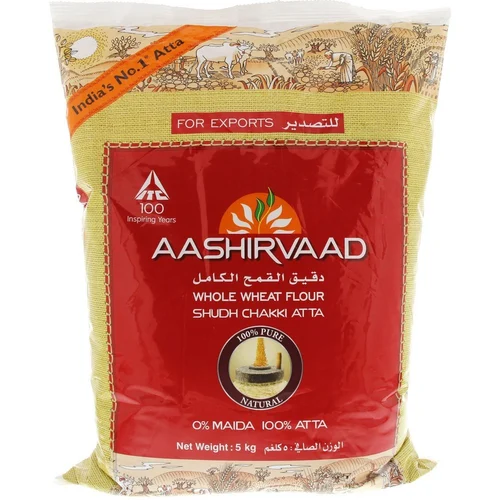 India's No.1* Atta
FOR EXPORTS للتصدير
ITC
100
Inspiring Years
AASHIRVAAD
دقيق القمح الكامل
WHOLE WHEAT FLOUR
SHUDH CHAKKI ATTA
100% PURE
NATURAL
0% MAIDA 100% ATTA
Net Weight : 5 kg الوزن الصافي : ٥ كلغم